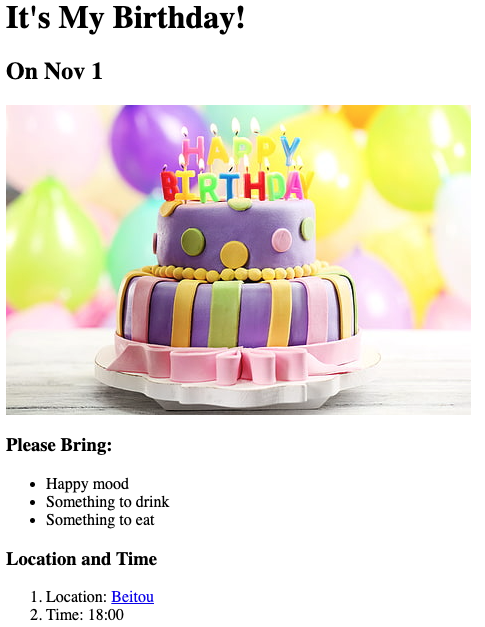 It's My Birthday!
On Nov 1
HAPPY
BIRTHDAY
Please Bring:
• Happy mood
• Something to drink
• Something to eat
Location and Time
1. Location: Beitou
2. Time: 18:00